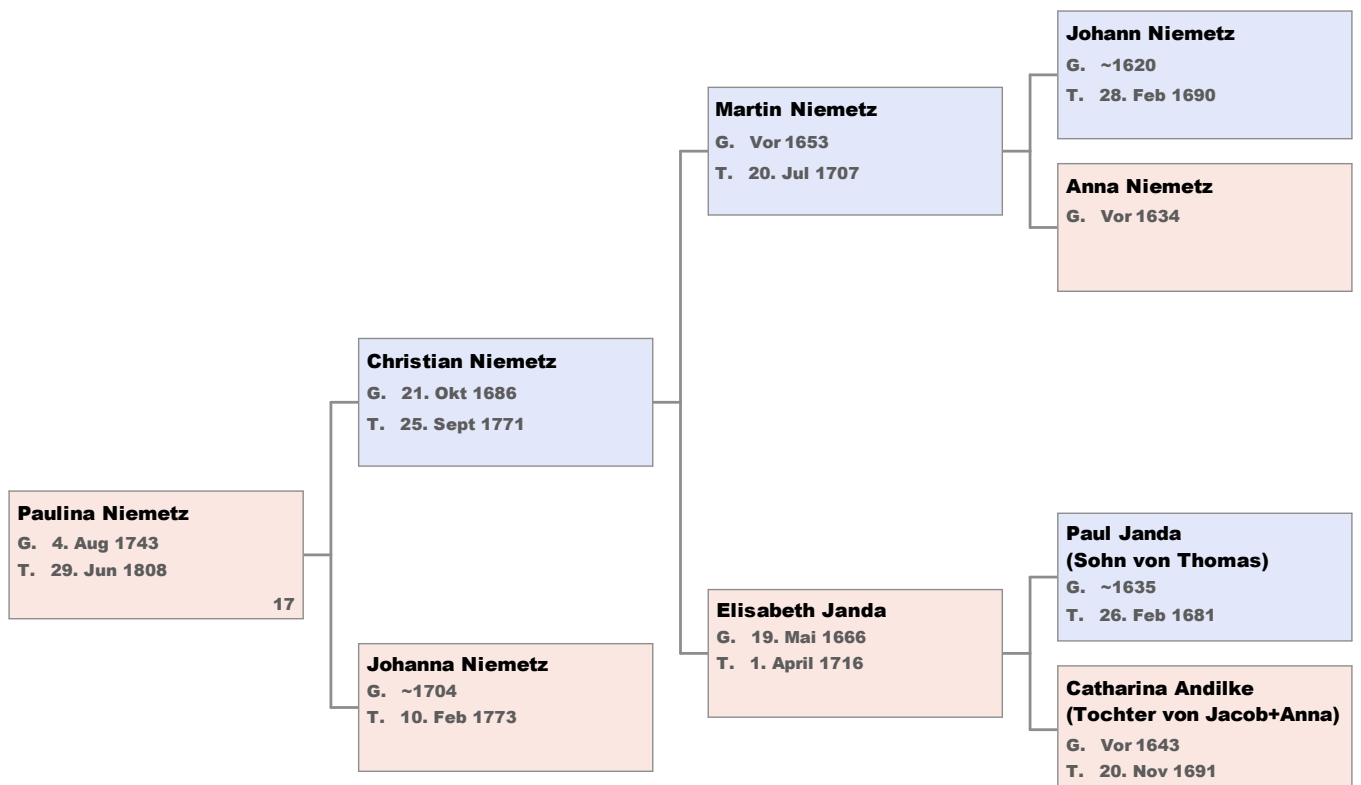 Johann Niemetz
G. ~1620
T. 28. Feb 1690
Martin Niemetz
G. Vor 1653
T. 20. Jul 1707
Anna Niemetz
G. Vor 1634
Christian Niemetz
G. 21. Okt 1686
T. 25. Sept 1771
Paulina Niemetz
G. 4. Aug 1743
T. 29. Jun 1808
17
Paul Janda
(Sohn von Thomas)
G. ~1635
T. 26. Feb 1681
Elisabeth Janda
G. 19. Mai 1666
T. 1. April 1716
Johanna Niemetz
G. ~1704
T. 10. Feb 1773
Catharina Andilke
(Tochter von Jacob+Anna)
G. Vor 1643
T. 20. Nov 1691